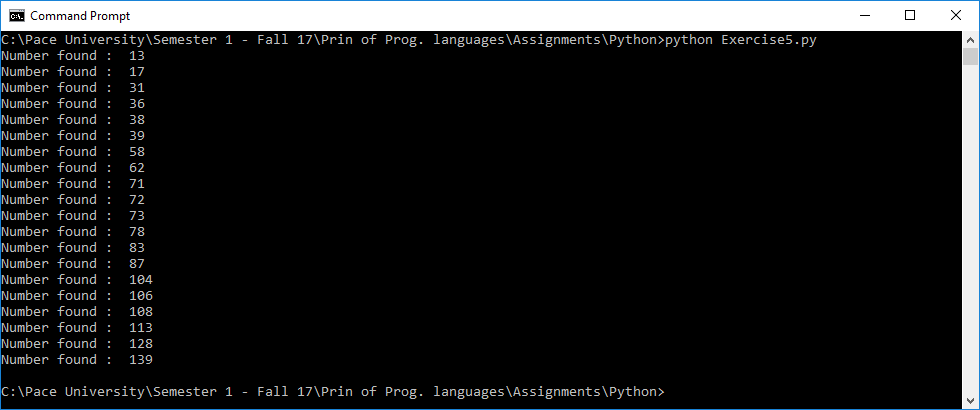 Command Prompt
C:\Pace University\Semester 1 - Fall 17\Prin of Prog. languages\Assignments\Python>python Exercise5.py
Number found :  13
Number found :  17
Number found :  31
Number found :  36
Number found :  38
Number found :  39
Number found :  58
Number found :  62
Number found :  71
Number found :  72
Number found :  73
Number found :  78
Number found :  83
Number found :  87
Number found :  104
Number found :  106
Number found :  108
Number found :  113
Number found :  128
Number found :  139
C:\Pace University\Semester 1 - Fall 17\Prin of Prog. languages\Assignments\Python>